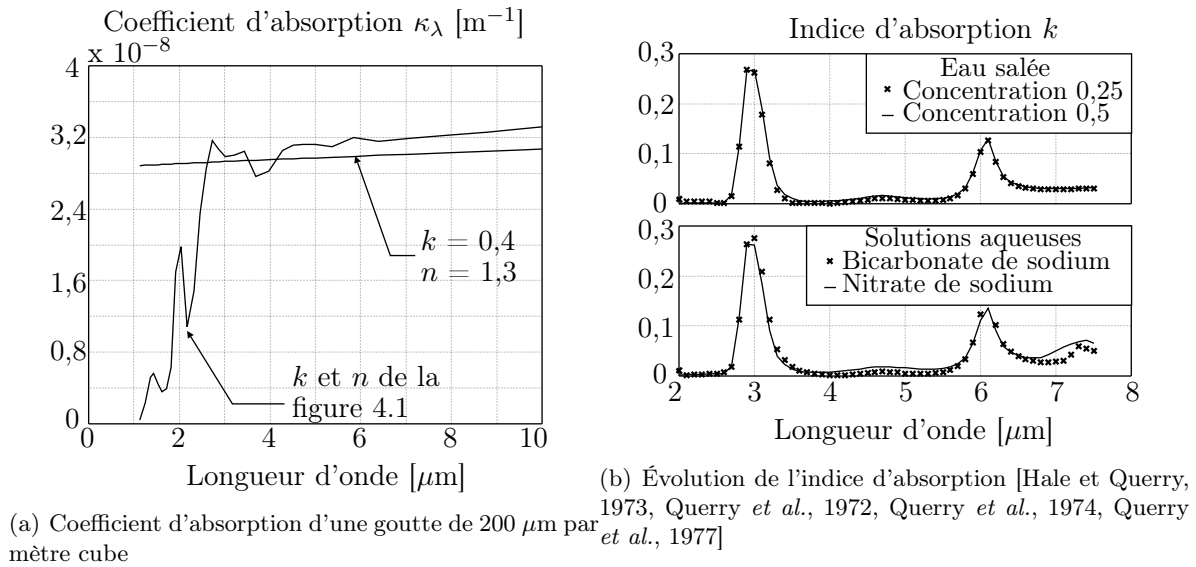 Coefficient d'absorption κλ [m−1]
x 10−8
4
3,2
2,4
1,6
0,8
0
0 2 4 6 8 10
k = 0,4
n = 1,3
k et n de la
figure 4.1
Longueur d'onde [µm]
(a) Coefficient d'absorption d'une goutte de 200 µm par
mètre cube
Indice d'absorption k
0,3
0,2
0,1
0
Eau salée
Concentration 0,25
Concentration 0,5
0,3
0,2
0,1
0
Solutions aqueuses
Bicarbonate de sodium
Nitrate de sodium
2 3 4 5 6 7 8
Longueur d'onde [µm]
(b) Évolution de l'indice d'absorption [Hale et Querry,
1973, Querry et al., 1972, Querry et al., 1974, Querry
et al., 1977]